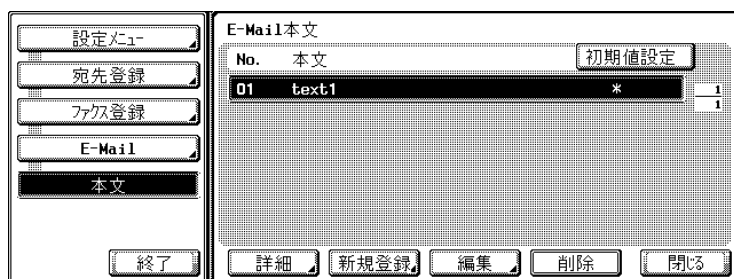 設定ﾒﾆｭｰ
宛先登録
ﾌｧｸｽ登録
E-Mail
本文
終了
E-Mail本文
No. 本文 初期値設定
01 text1 *
1
1
詳細 新規登録 編集 削除 閉じる